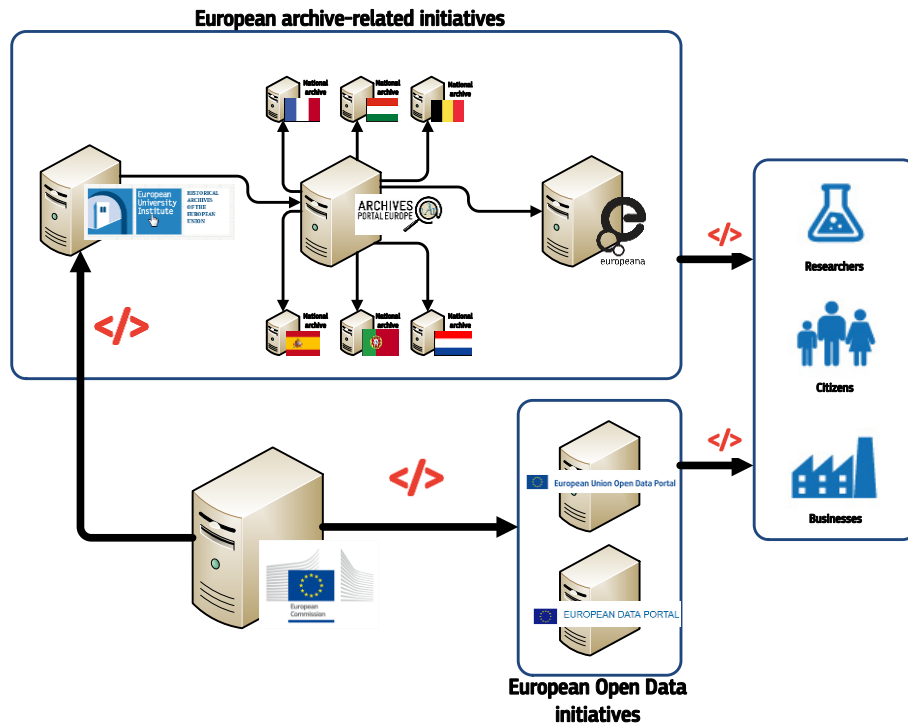 European archive-related initiatives
National
archive
National
archive
National
archive
European
University
Institute
HISTORICAL
ARCHIVES
OF THE
EUROPEAN
UNION
ARCHIVES
PORTAL EUROPE
europeana
National
archive
National
archive
National
archive
</>
</>
Researchers
Citizens
Businesses
</>
</>
European Union Open Data Portal
EUROPEAN DATA PORTAL
European
Commission
European Open Data
initiatives